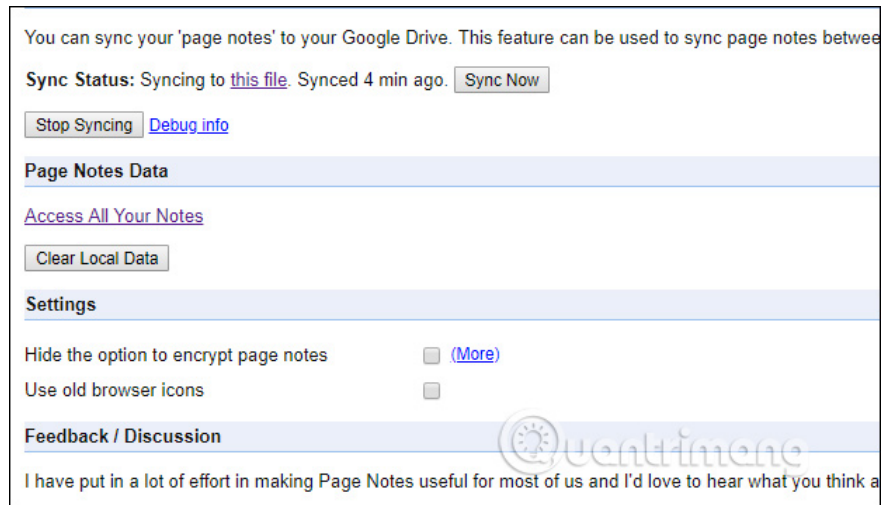 You can sync your 'page notes' to your Google Drive. This feature can be used to sync page notes
Sync Status: Syncing to this file. Synced 4 min ago. Sync Now
Stop Syncing Debug info
Page Notes Data
Access All Your Notes
Clear Local Data
Settings
Hide the option to encrypt page notes (More)
Use old browser icons
Feedback / Discussion
Quantrimang
I have put in a lot of effort in making Page Notes useful for most of us and I'd love to hear what you think